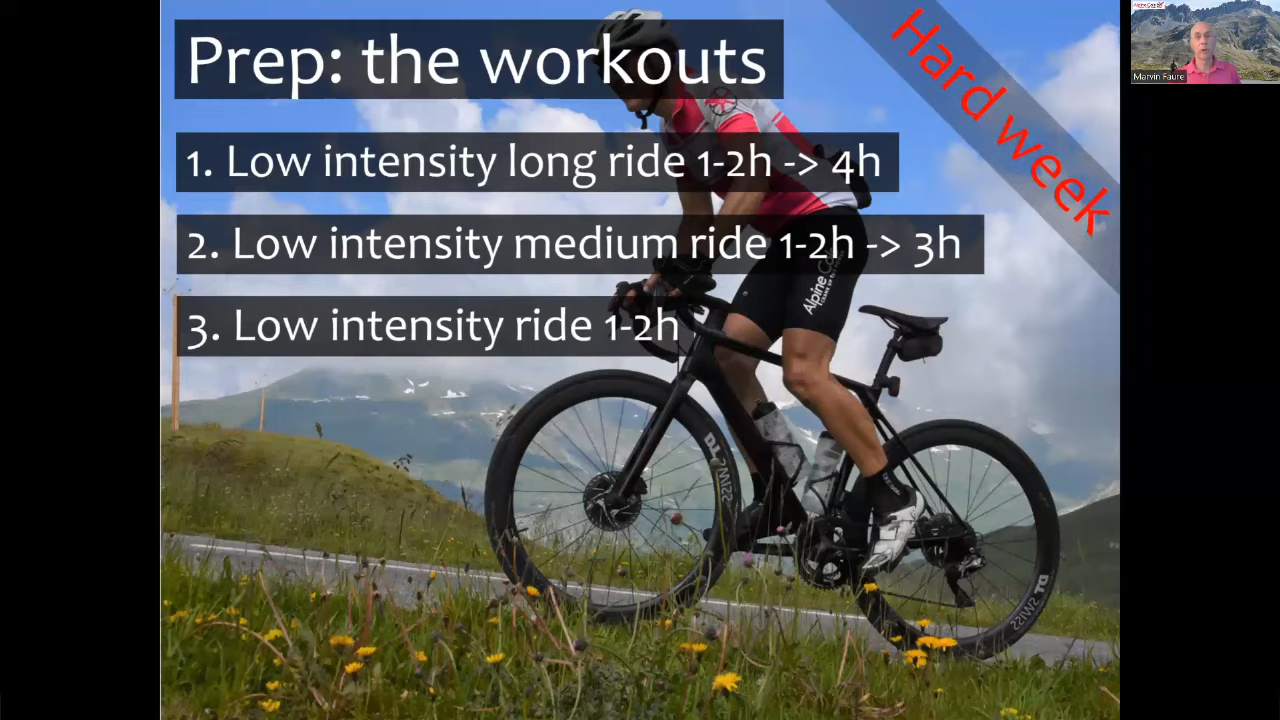 Prep: the workouts
Hard week
1. Low intensity long ride 1-2h -> 4h
2. Low intensity medium ride 1-2h -> 3h
3. Low intensity ride 1-2h
Marvin Faure
Alpine
DT SWISS
DT SWISS